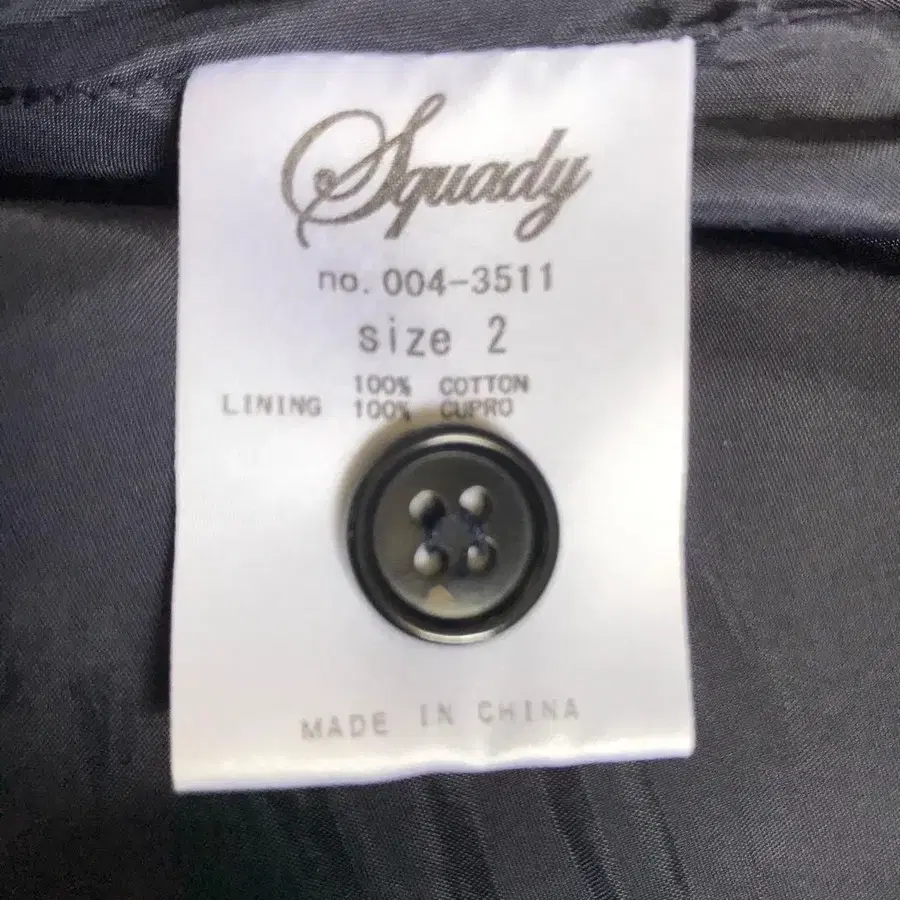 Squady
no. 004-3511
size 2
100% COTTON
LINING 100% CUPRO
MADE IN CHINA